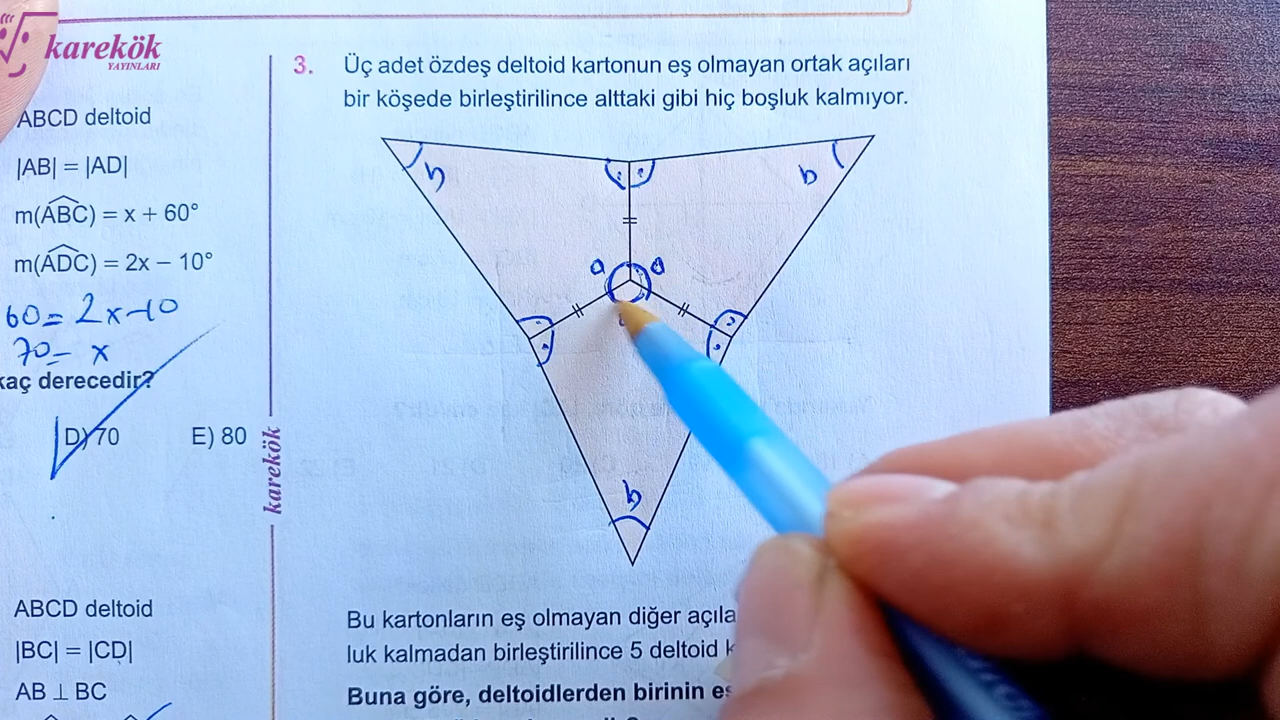 karekök
YAYINLARI
ABCD deltoid
|AB| = |AD|
m(ABC) = x + 60°
m(ADC) = 2x – 10°
60 = 2x-10
70 = x
kaç derecedir?
D) 70 E) 80
ABCD deltoid
|BC| = |CD|
AB ⊥ BC
karekök
3. Üç adet özdeş deltoid kartonun eş olmayan ortak açıları
bir köşede birleştirilince alttaki gibi hiç boşluk kalmıyor.
b b
a a
b
Bu kartonların eş olmayan diğer açıla
luk kalmadan birleştirilince 5 deltoid k
Buna göre, deltoidlerden birinin eş